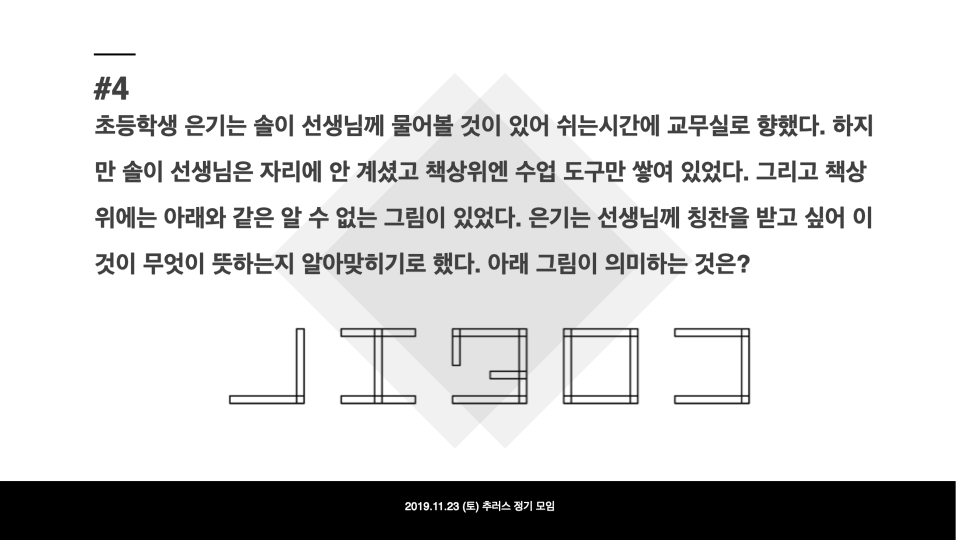 #4
초등학생 은기는 솔이 선생님께 물어볼 것이 있어 쉬는시간에 교무실로 향했다. 하지
만 솔이 선생님은 자리에 안 계셨고 책상위엔 수업 도구만 쌓여 있었다. 그리고 책상
위에는 아래와 같은 알 수 없는 그림이 있었다. 은기는 선생님께 칭찬을 받고 싶어 이
것이 무엇이 뜻하는지 알아맞히기로 했다. 아래 그림이 의미하는 것은?
2019.11.23 (토) 추러스 정기 모임